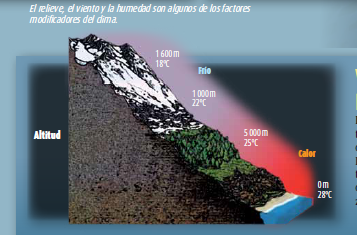 El relieve, el viento y la humedad son algunos de los factores
modificadores del clima.
1 600 m
18°C
Frío
1 000 m
22°C
Altitud
5 000 m
25°C
Calor
0 m
28°C